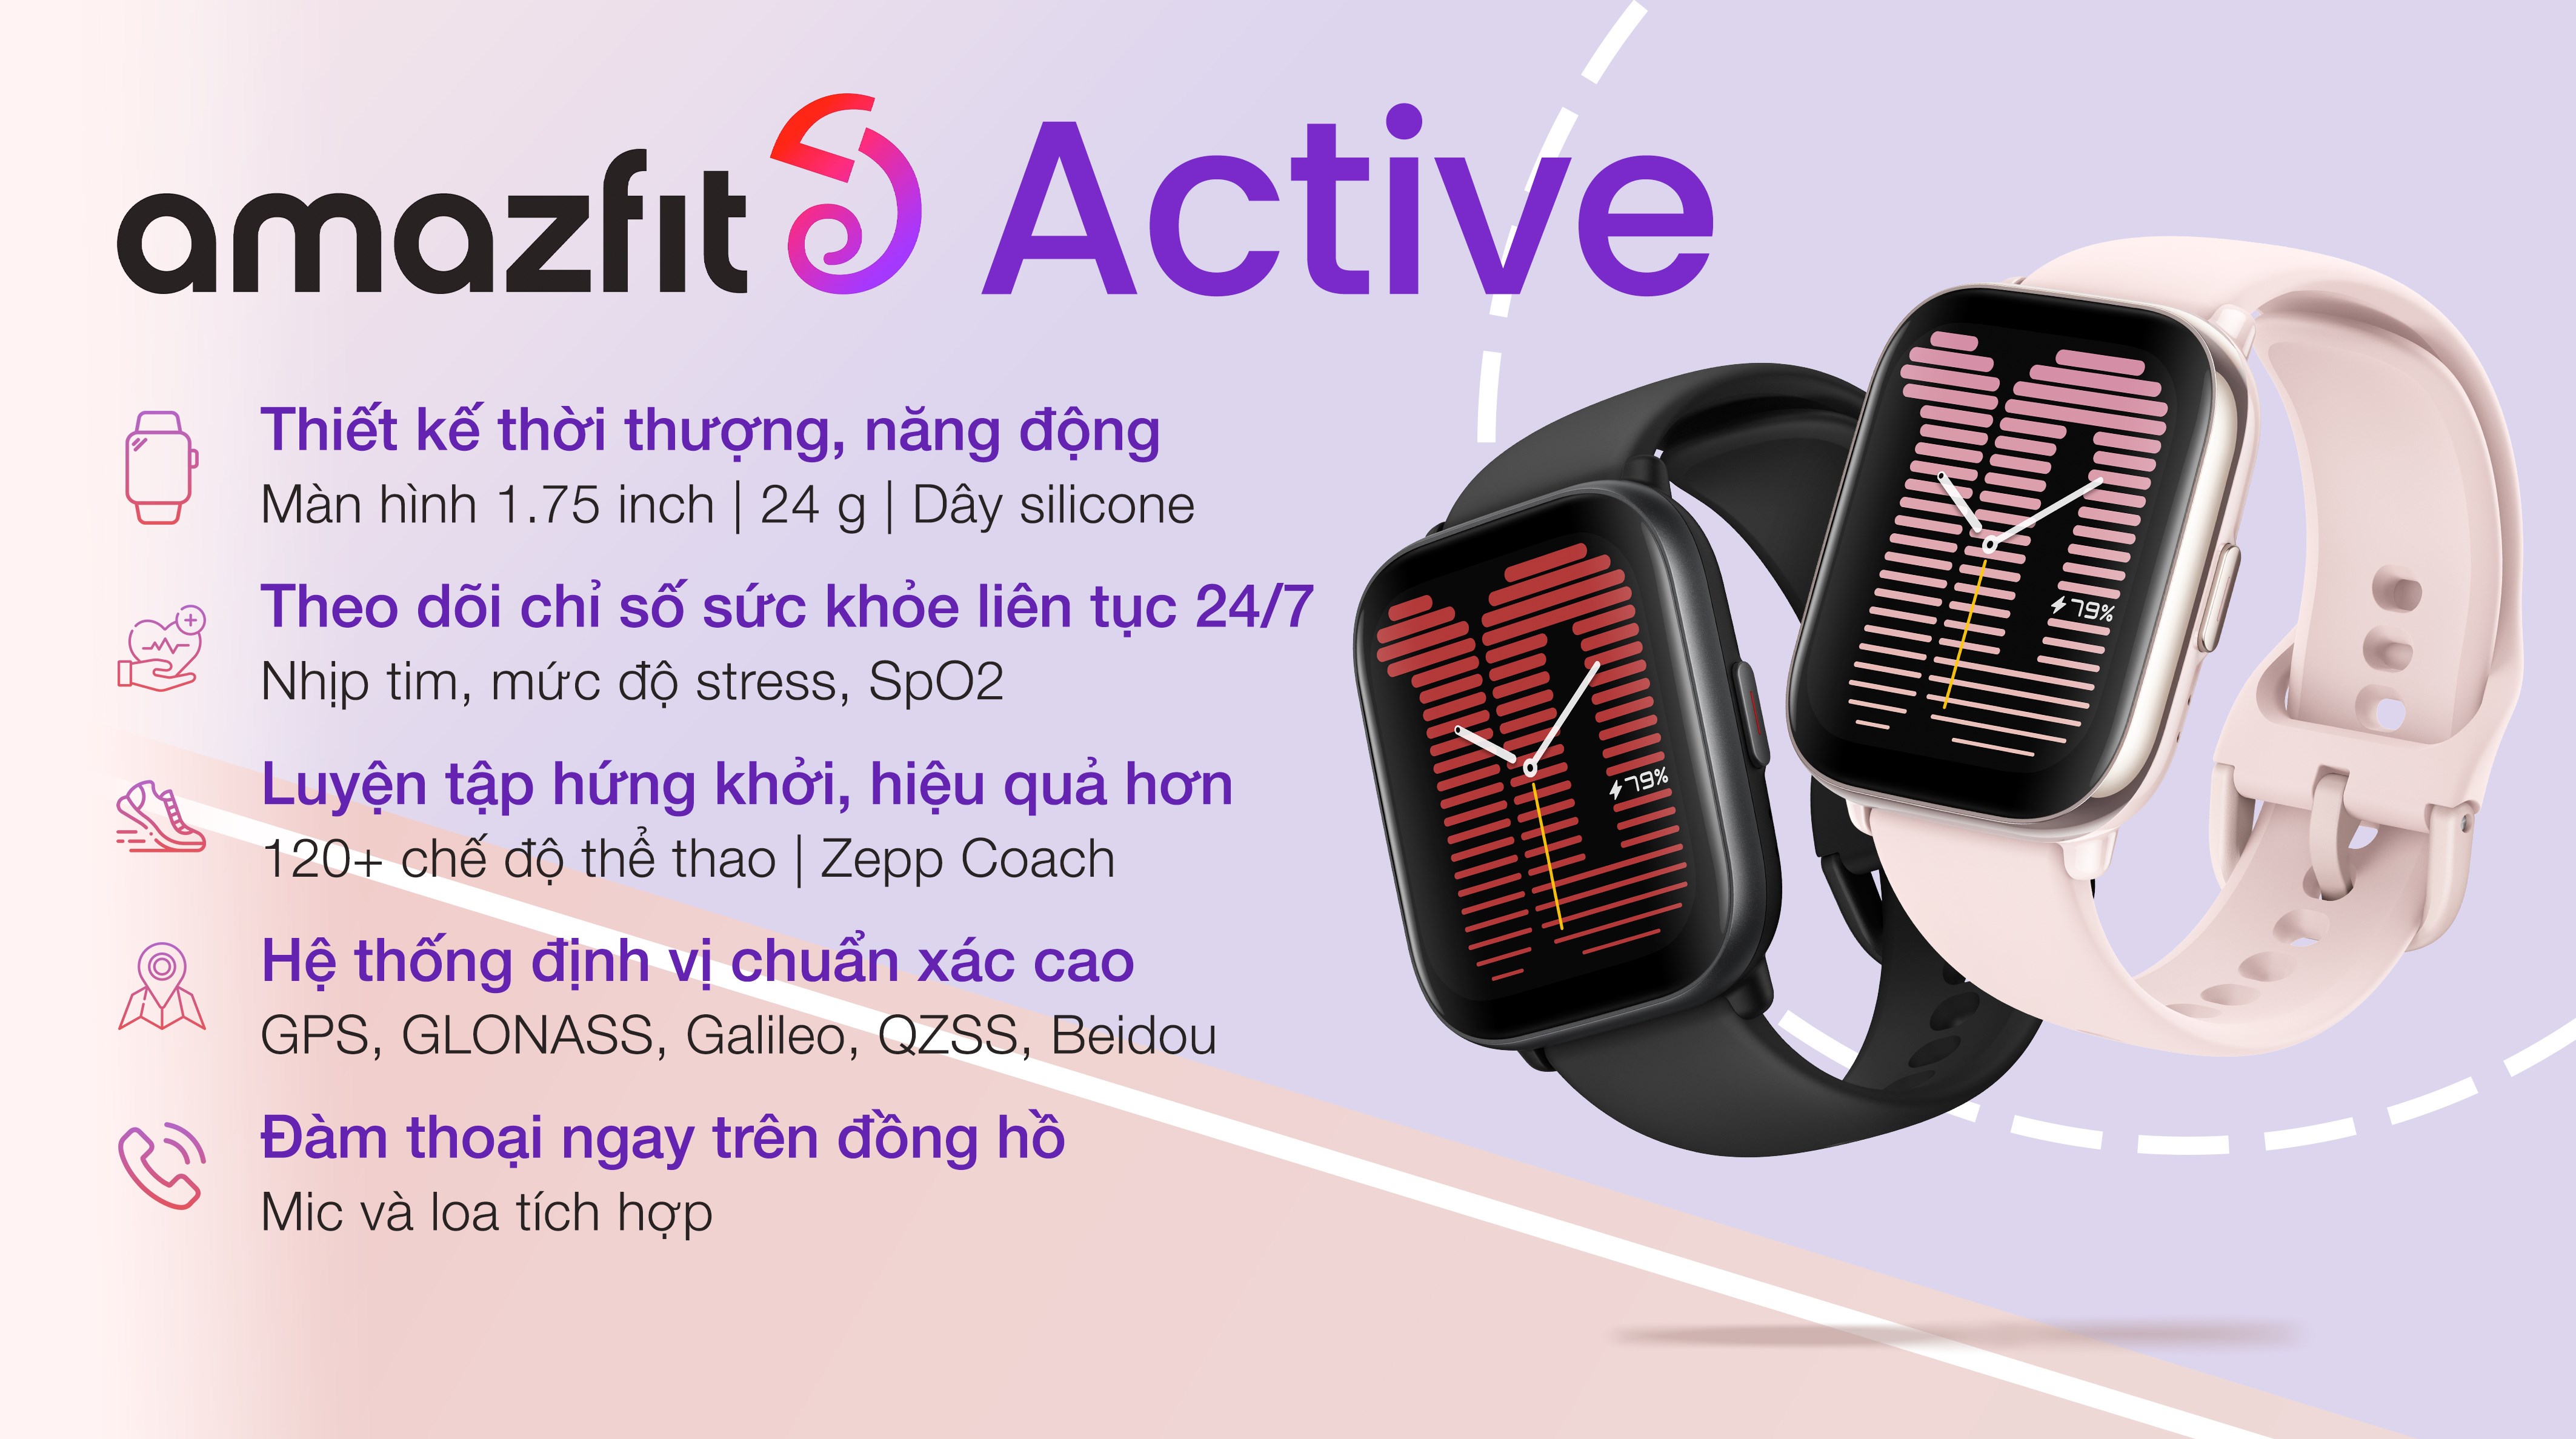 amazfit Active
Thiết kế thời thượng, năng động
Màn hình 1.75 inch | 24 g | Dây silicone
Theo dõi chỉ số sức khỏe liên tục 24/7
Nhịp tim, mức độ stress, SpO2
Luyện tập hứng khởi, hiệu quả hơn
120+ chế độ thể thao | Zepp Coach
Hệ thống định vị chuẩn xác cao
GPS, GLONASS, Galileo, QZSS, Beidou
Đàm thoại ngay trên đồng hồ
Mic và loa tích hợp
79%
79%